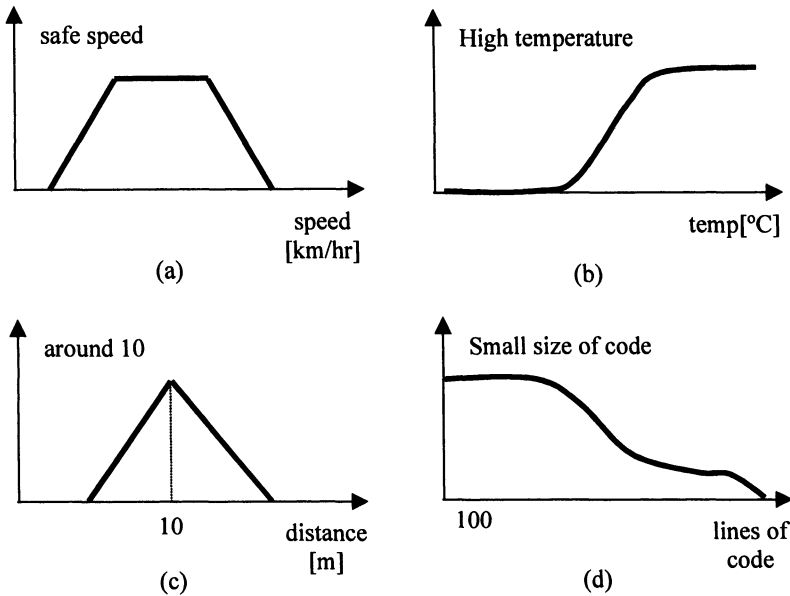 safe speed
speed
[km/hr]
(a)
High temperature
temp[ºC]
(b)
around 10
10
distance
[m]
(c)
Small size of code
100
lines of
code
(d)